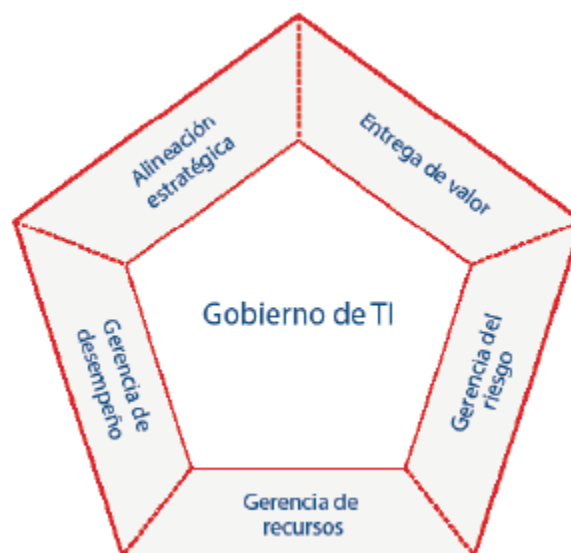 Alineación
estratégica
Entrega de valor
Gobierno de TI
Gerencia de
desempeño
Gerencia del
riesgo
Gerencia de
recursos